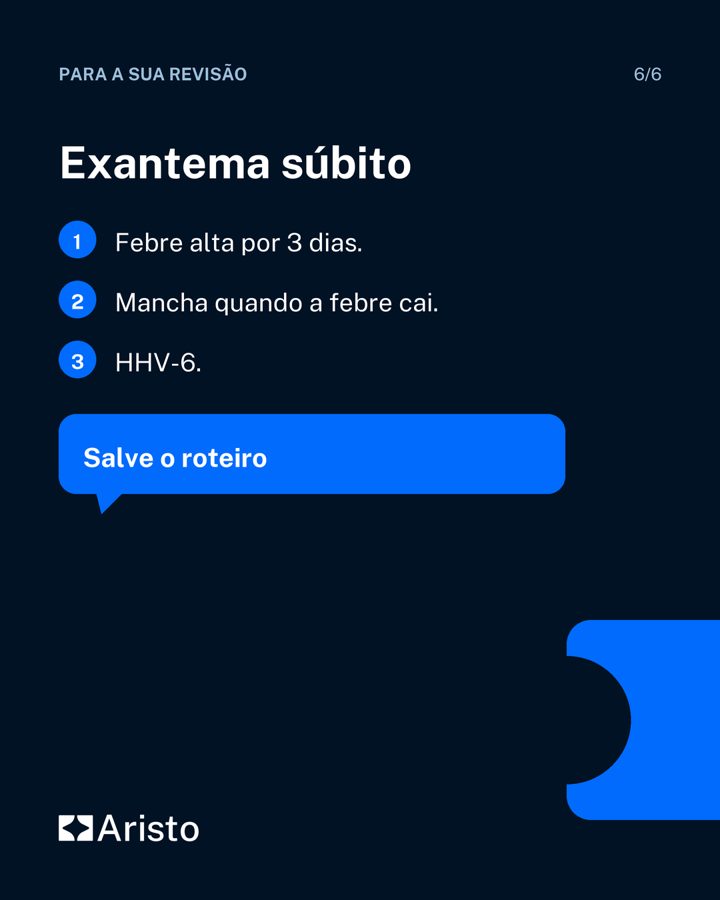 PARA A SUA REVISÃO
6/6
Exantema súbito
1 Febre alta por 3 dias.
2 Mancha quando a febre cai.
3 HHV-6.
Salve o roteiro
Aristo